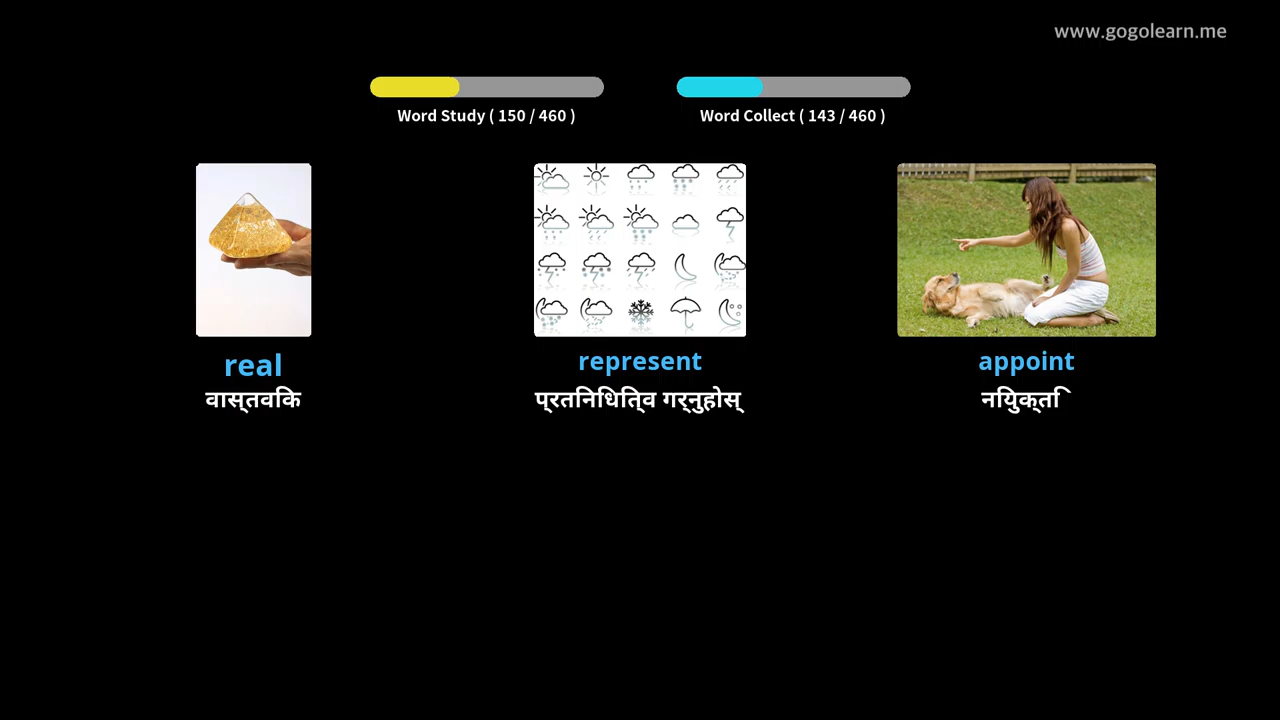 www.gogolearn.me
Word Study ( 150 / 460 )
Word Collect ( 143 / 460 )
real
represent
appoint
वास्तविक
प्रतिनिधित्व गर्नुहोस्
नियुक्ति